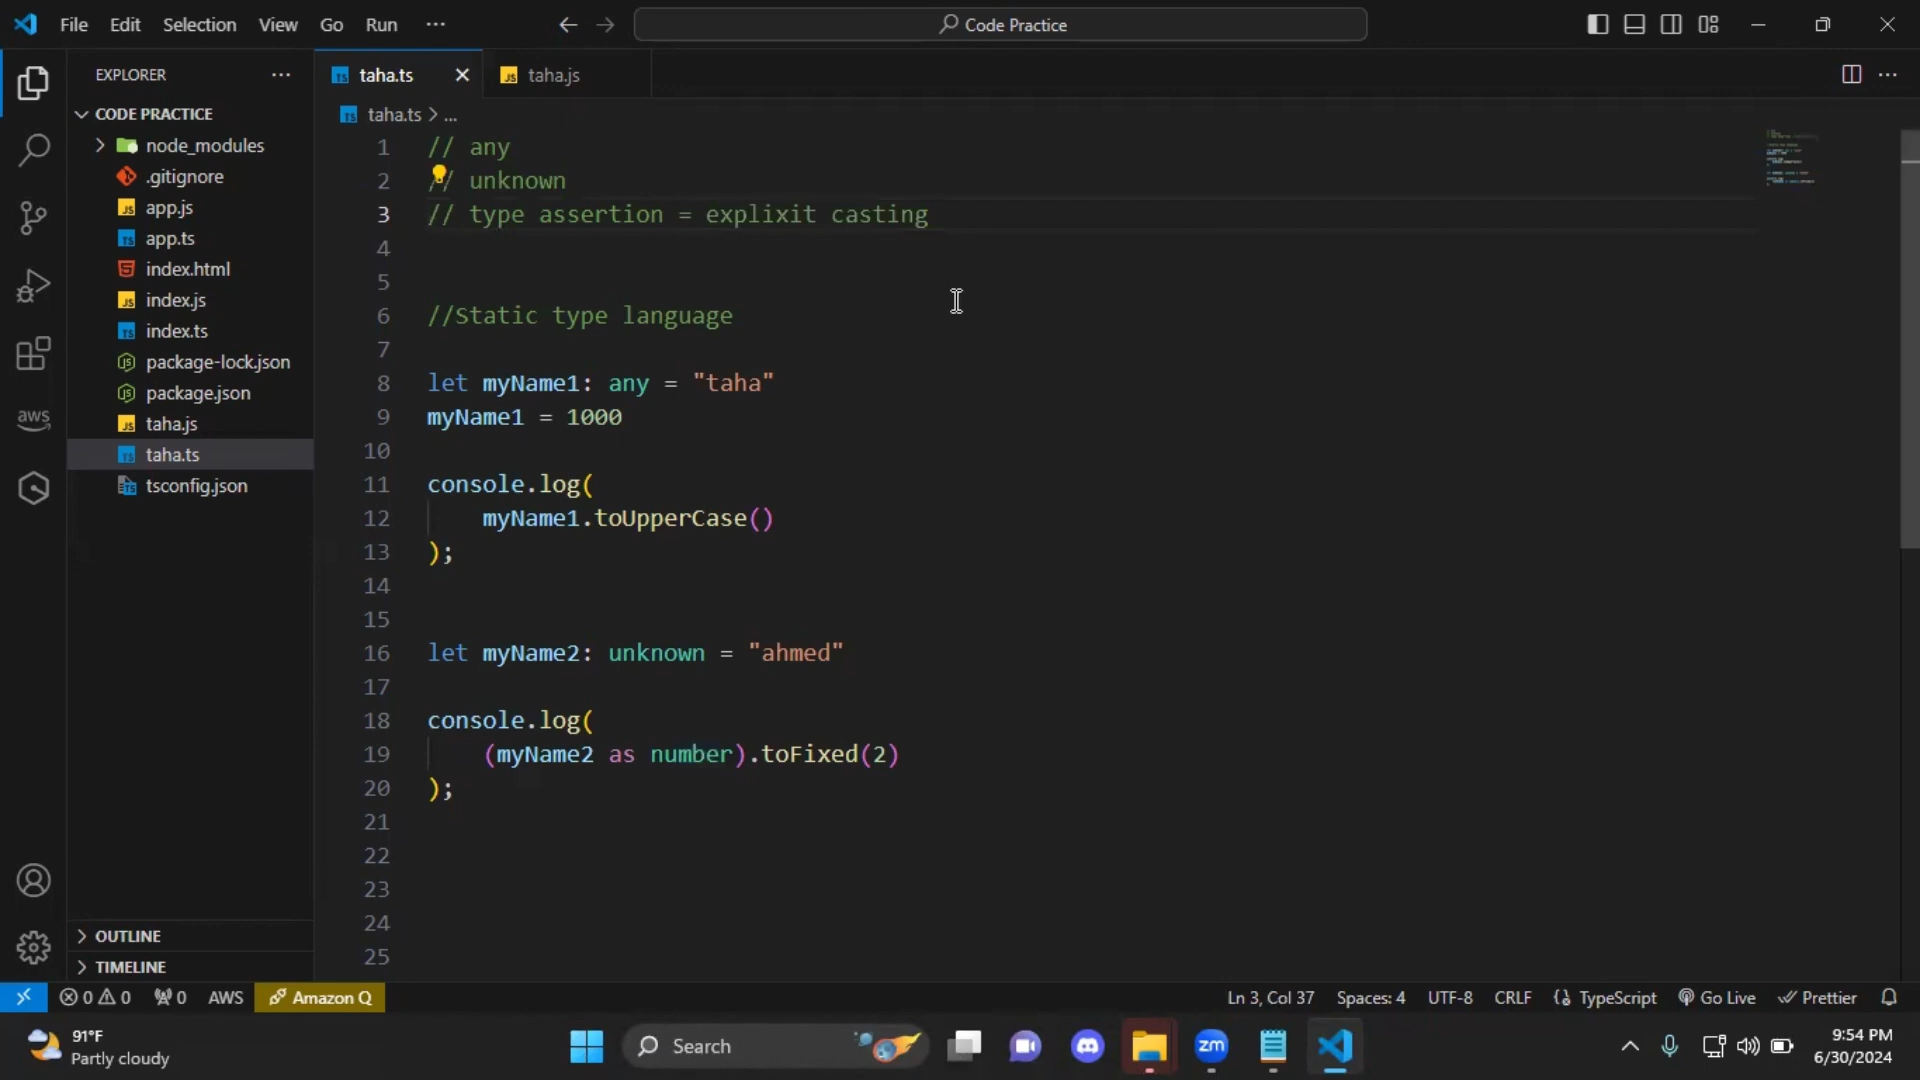 File Edit Selection View Go Run ··· Code Practice
EXPLORER ···
CODE PRACTICE
node_modules
.gitignore
app.js
app.ts
index.html
index.js
index.ts
package-lock.json
package.json
taha.js
taha.ts
tsconfig.json
OUTLINE
TIMELINE
aws
TS taha.ts JS taha.js
TS taha.ts > ...
1 // any
2 // unknown
3 // type assertion = explixit casting
4
5
6 //Static type language
7
8 let myName1: any = "taha"
9 myName1 = 1000
10
11 console.log(
12 myName1.toUpperCase()
13 );
14
15
16 let myName2: unknown = "ahmed"
17
18 console.log(
19 (myName2 as number).toFixed(2)
20 );
21
22
23
24
25
0 0 0 AWS Amazon Q Ln 3, Col 37 Spaces: 4 UTF-8 CRLF {} TypeScript Go Live Prettier
91°F
Partly cloudy
Search
zm
9:54 PM
6/30/2024